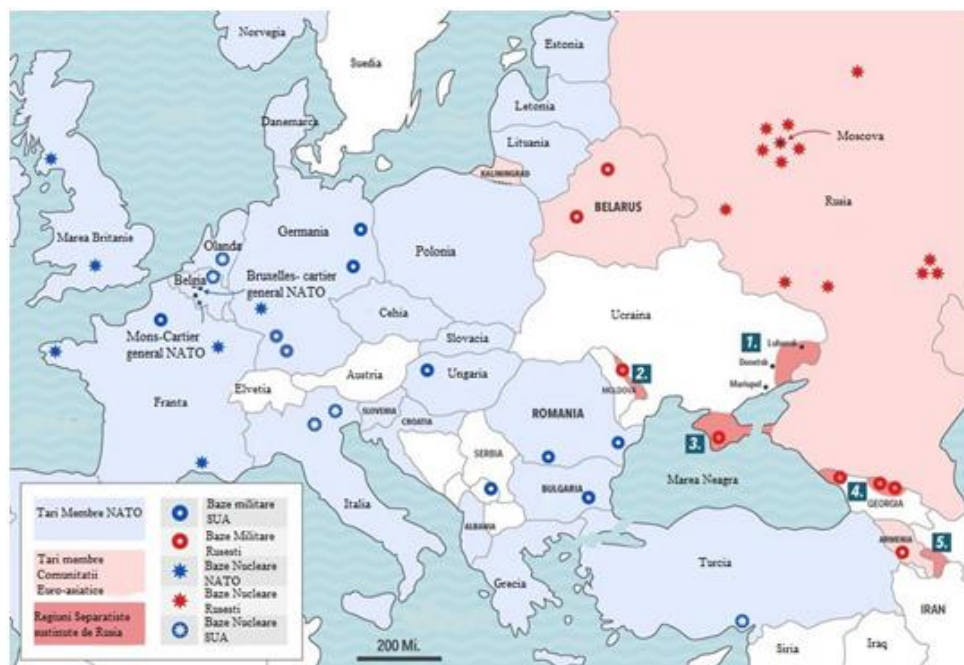 Norvegia
Suedia
Estonia
Letonia
Danemarca
Lituania
Moscova
KALININGRAD
Rusia
BELARUS
Marea Britanie
Olanda
Germania
Polonia
Belgia
Bruxelles- cartier
general NATO
Ucraina
Cehia
Mons-Cartier
general NATO
Slovacia
1.
Luhansk
Donetsk
Mariupol
Austria
Ungaria
2.
MOLDOVA
Elvetia
Franta
SLOVENIA
CROATIA
ROMANIA
3.
SERBIA
Marea Neagra
4.
GEORGIA
Italia
BULGARIA
ALBANIA
ARMENIA
5.
Turcia
Grecia
IRAN
Siria
Iraq
Tari Membre NATO
Tari membre
Comunitatii
Euro-asiatice
Regiuni Separatiste
sustinute de Rusia
Baze militare
SUA
Baze Militare
Rusesti
Baze Nucleare
NATO
Baze Nucleare
Rusesti
Baze Nucleare
SUA
200 Mi.